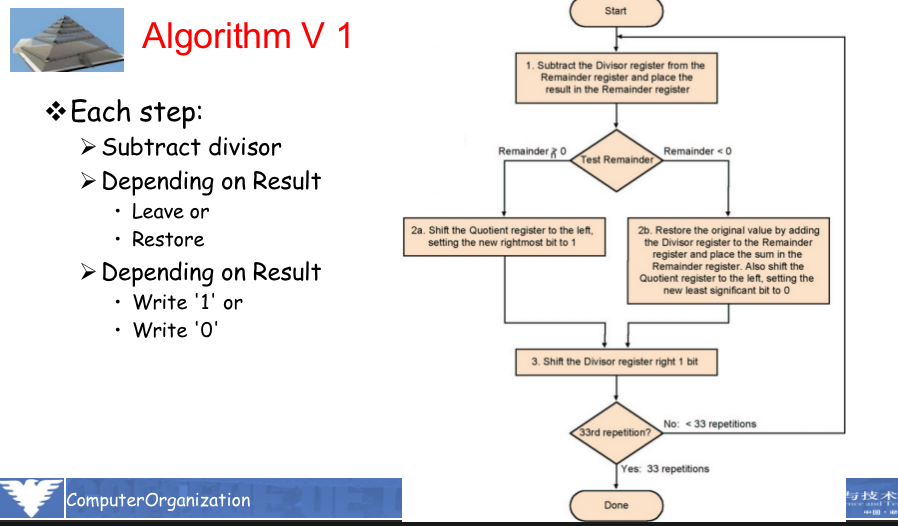 Algorithm V 1
❖Each step:
➢Subtract divisor
➢Depending on Result
• Leave or
• Restore
➢Depending on Result
• Write '1' or
• Write '0'
Start
1. Subtract the Divisor register from the
Remainder register and place the
result in the Remainder register
Remainder ≥ 0
Test Remainder
Remainder < 0
2a. Shift the Quotient register to the left,
setting the new rightmost bit to 1
2b. Restore the original value by adding
the Divisor register to the Remainder
register and place the sum in the
Remainder register. Also shift the
Quotient register to the left, setting the
new least significant bit to 0
3. Shift the Divisor register right 1 bit
33rd repetition?
No: < 33 repetitions
Yes: 33 repetitions
Done
ComputerOrganization
与技术